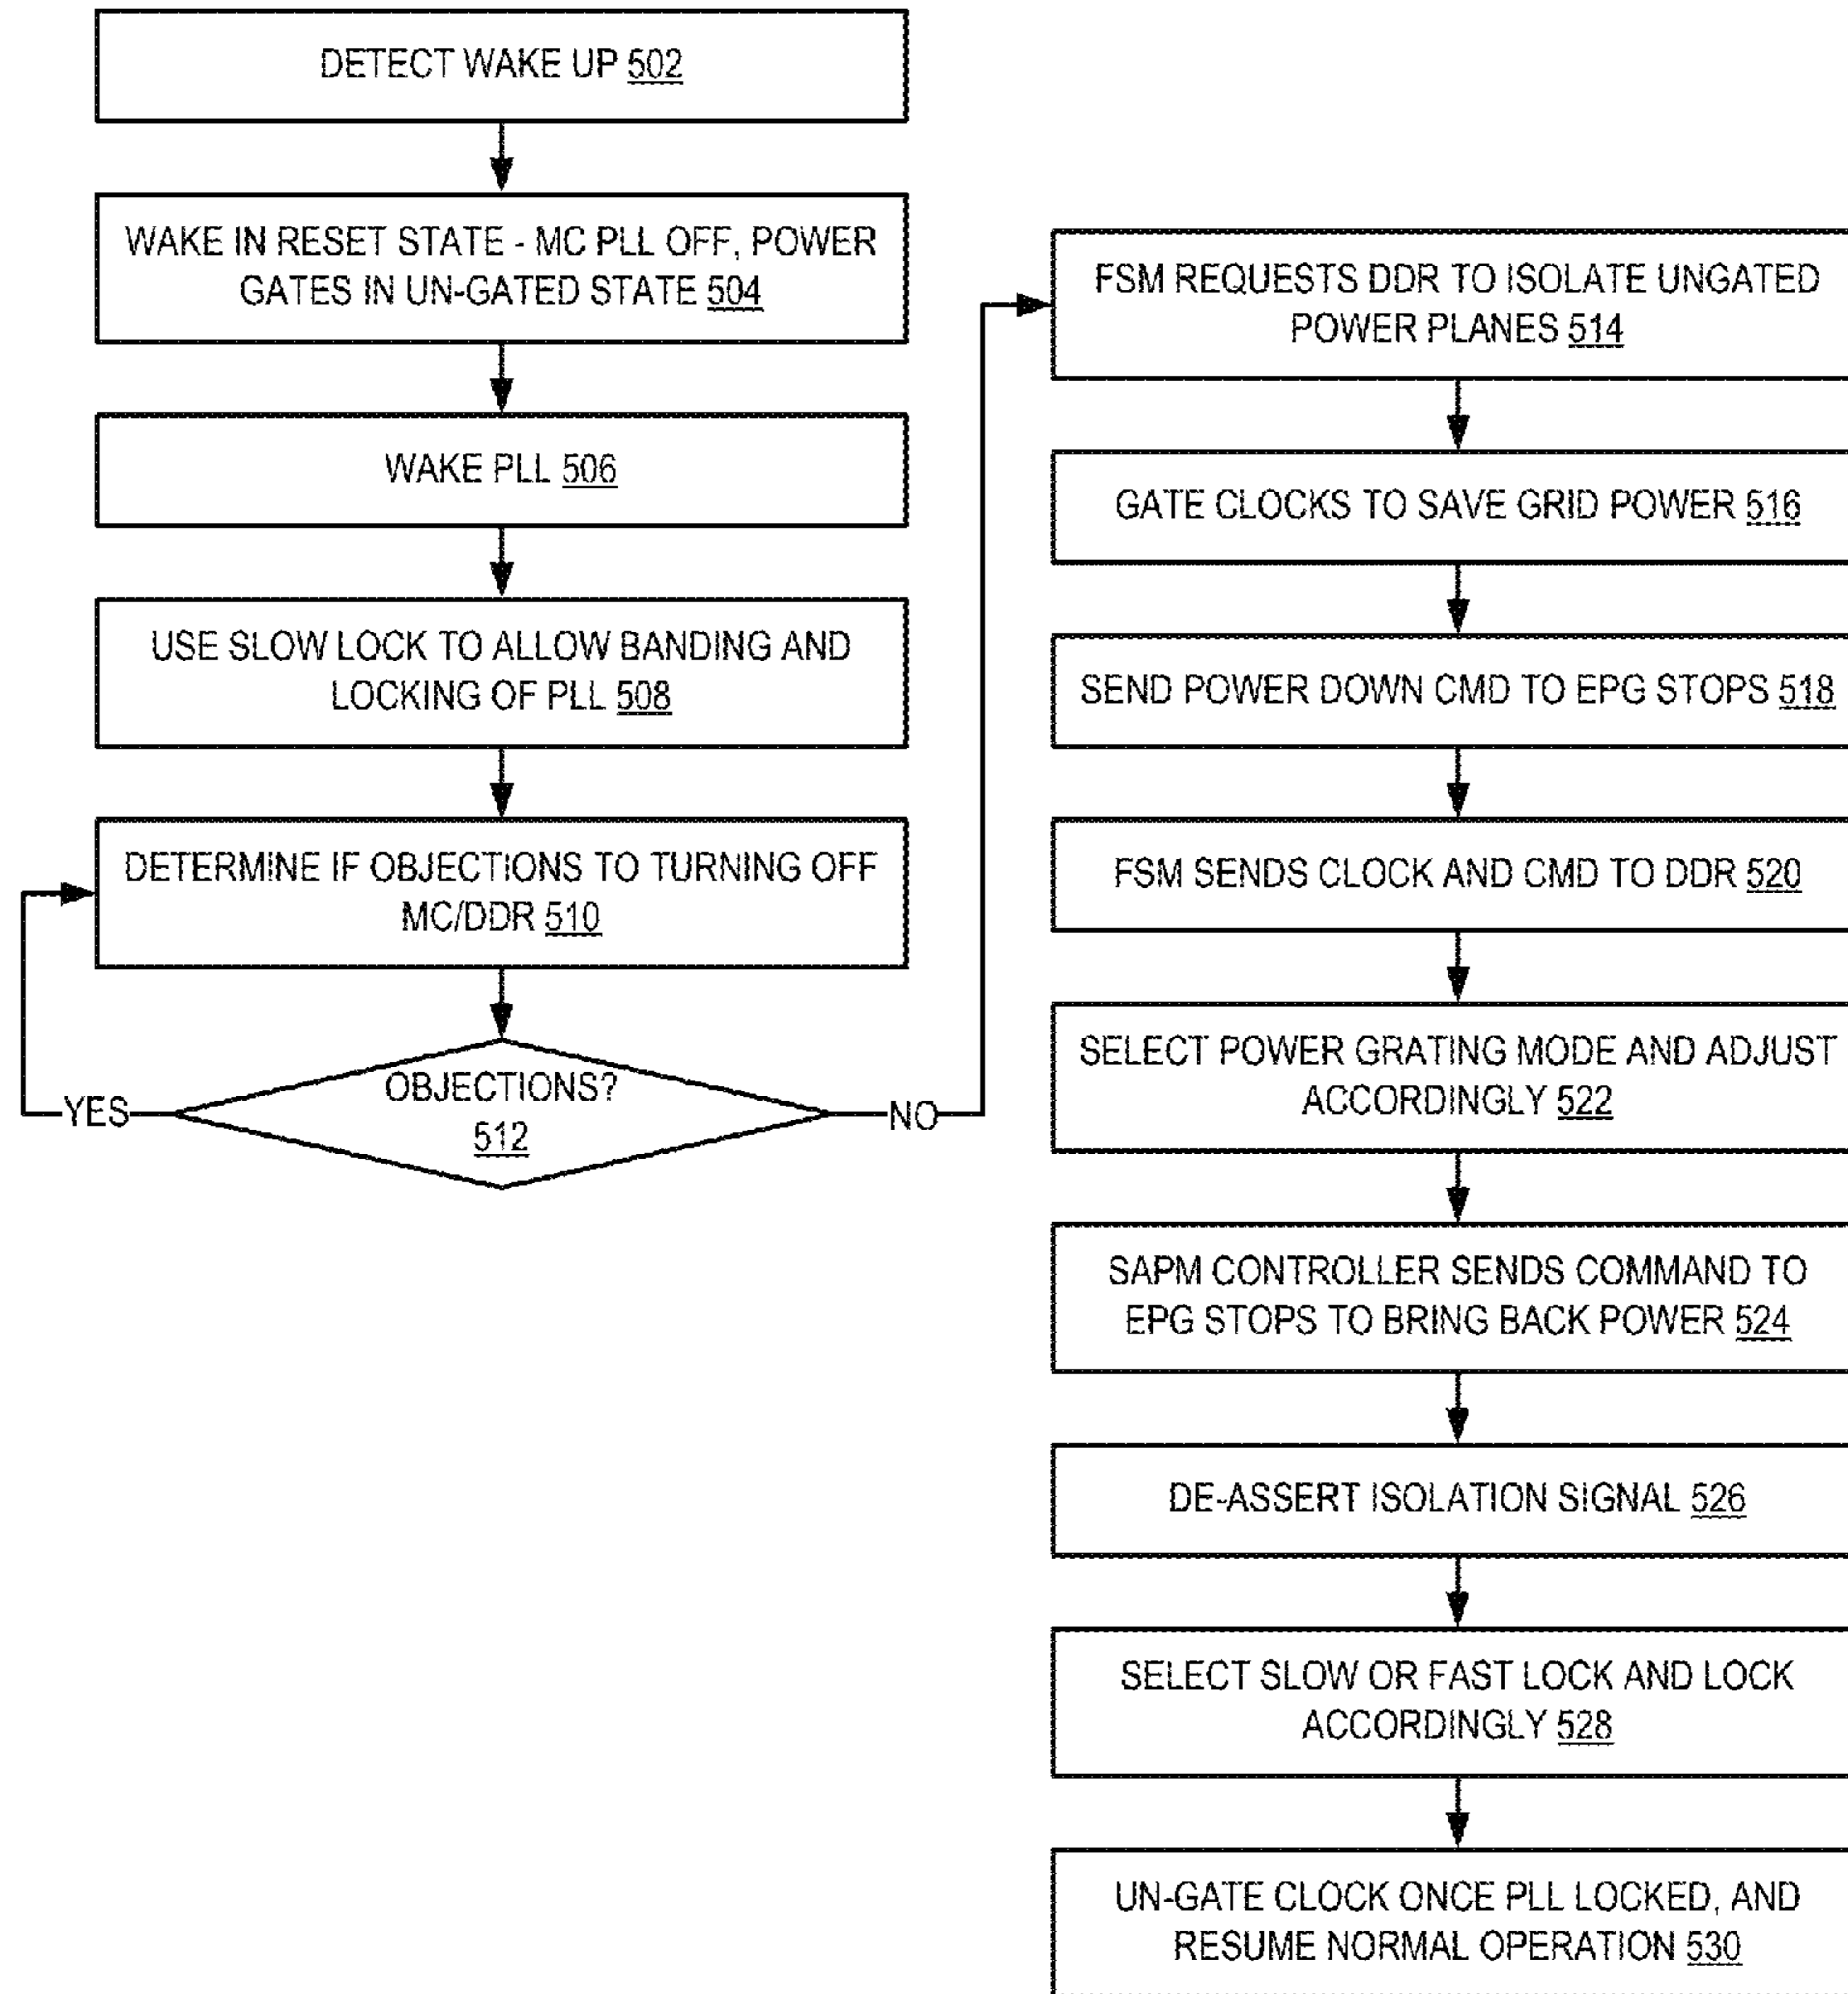 DETECT WAKE UP 502
WAKE IN RESET STATE - MC PLL OFF, POWER
GATES IN UN-GATED STATE 504
WAKE PLL 506
USE SLOW LOCK TO ALLOW BANDING AND
LOCKING OF PLL 508
DETERMINE IF OBJECTIONS TO TURNING OFF
MC/DDR 510
OBJECTIONS?
512
YES
NO
FSM REQUESTS DDR TO ISOLATE UNGATED
POWER PLANES 514
GATE CLOCKS TO SAVE GRID POWER 516
SEND POWER DOWN CMD TO EPG STOPS 518
FSM SENDS CLOCK AND CMD TO DDR 520
SELECT POWER GRATING MODE AND ADJUST
ACCORDINGLY 522
SAPM CONTROLLER SENDS COMMAND TO
EPG STOPS TO BRING BACK POWER 524
DE-ASSERT ISOLATION SIGNAL 526
SELECT SLOW OR FAST LOCK AND LOCK
ACCORDINGLY 528
UN-GATE CLOCK ONCE PLL LOCKED, AND
RESUME NORMAL OPERATION 530